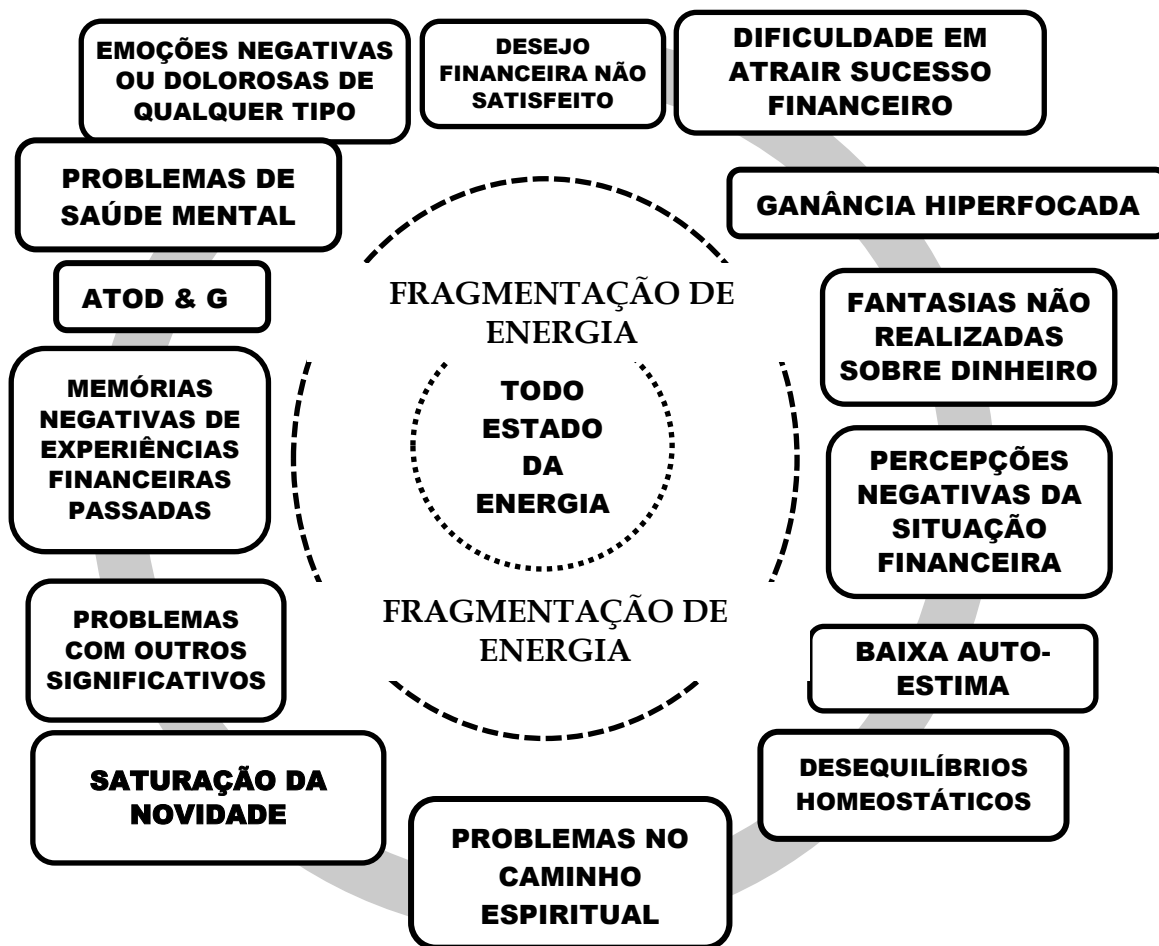 EMOÇÕES NEGATIVAS
OU DOLOROSAS DE
QUALQUER TIPO
DESEJO
FINANCEIRA NÃO
SATISFEITO
DIFICULDADE EM
ATRAIR SUCESSO
FINANCEIRO
PROBLEMAS DE
SAÚDE MENTAL
GANÂNCIA HIPERFOCADA
ATOD & G
FANTASIAS NÃO
REALIZADAS
SOBRE DINHEIRO
MEMÓRIAS
NEGATIVAS DE
EXPERIÊNCIAS
FINANCEIRAS
PASSADAS
FRAGMENTAÇÃO DE
ENERGIA
TODO
ESTADO
DA
ENERGIA
FRAGMENTAÇÃO DE
ENERGIA
PERCEPÇÕES
NEGATIVAS DA
SITUAÇÃO
FINANCEIRA
PROBLEMAS
COM OUTROS
SIGNIFICATIVOS
BAIXA AUTO-
ESTIMA
SATURAÇÃO DA
NOVIDADE
DESEQUILÍBRIOS
HOMEOSTÁTICOS
PROBLEMAS NO
CAMINHO
ESPIRITUAL